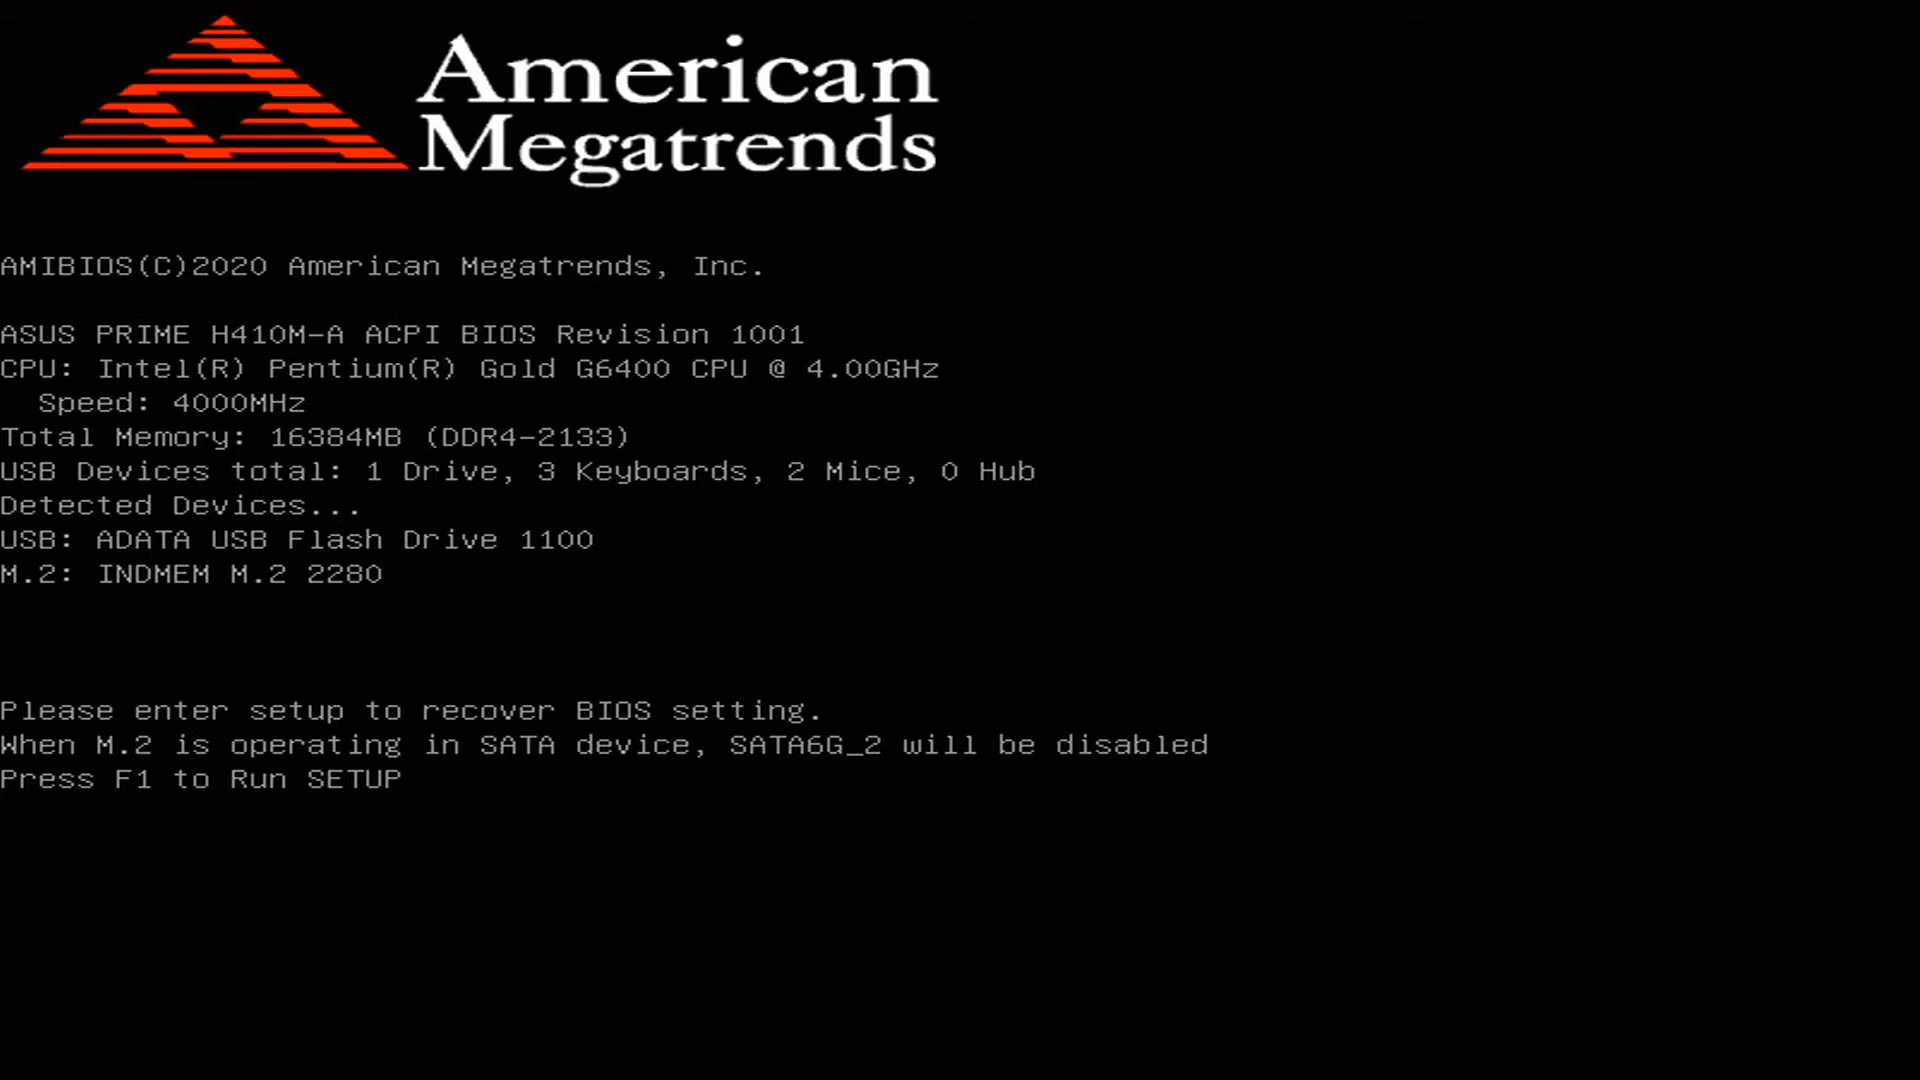 American
Megatrends
AMIBIOS(C)2020 American Megatrends, Inc.
ASUS PRIME H410M-A ACPI BIOS Revision 1001
CPU: Intel(R) Pentium(R) Gold G6400 CPU @ 4.00GHz
Speed: 4000MHz
Total Memory: 16384MB (DDR4-2133)
USB Devices total: 1 Drive, 3 Keyboards, 2 Mice, 0 Hub
Detected Devices...
USB: ADATA USB Flash Drive 1100
M.2: INDMEM M.2 2280
Please enter setup to recover BIOS setting.
When M.2 is operating in SATA device, SATA6G_2 will be disabled
Press F1 to Run SETUP